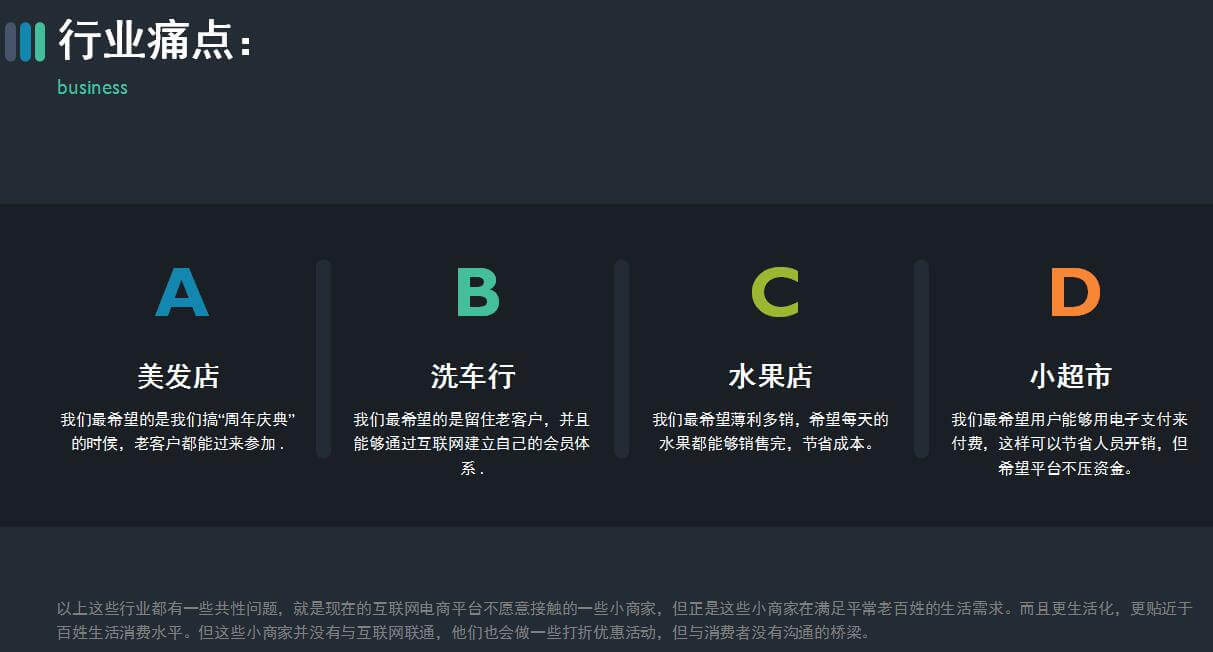 行业痛点：
business
A
美发店
我们最希望的是我们搞“周年庆典”
的时侯，老客户都能过来参加 .
B
洗车行
我们最希望的是留住老客户，并且
能够通过互联网建立自己的会员体
系 .
C
水果店
我们最希望薄利多销，希望每天的
水果都能够销售完，节省成本。
D
小超市
我们最希望用户能够用电子支付来
付费，这样可以节省人员开销，但
希望平台不压资金。
以上这些行业都有一些共性问题，就是现在的互联网电商平台不愿意接触的一些小商家，但正是这些小商家在满足平常老百姓的生活需求。而且更生活化，更贴近于
百姓生活消费水平。但这些小商家并没有与互联网联通，他们也会做一些打折优惠活动，但与消费者没有沟通的桥梁。